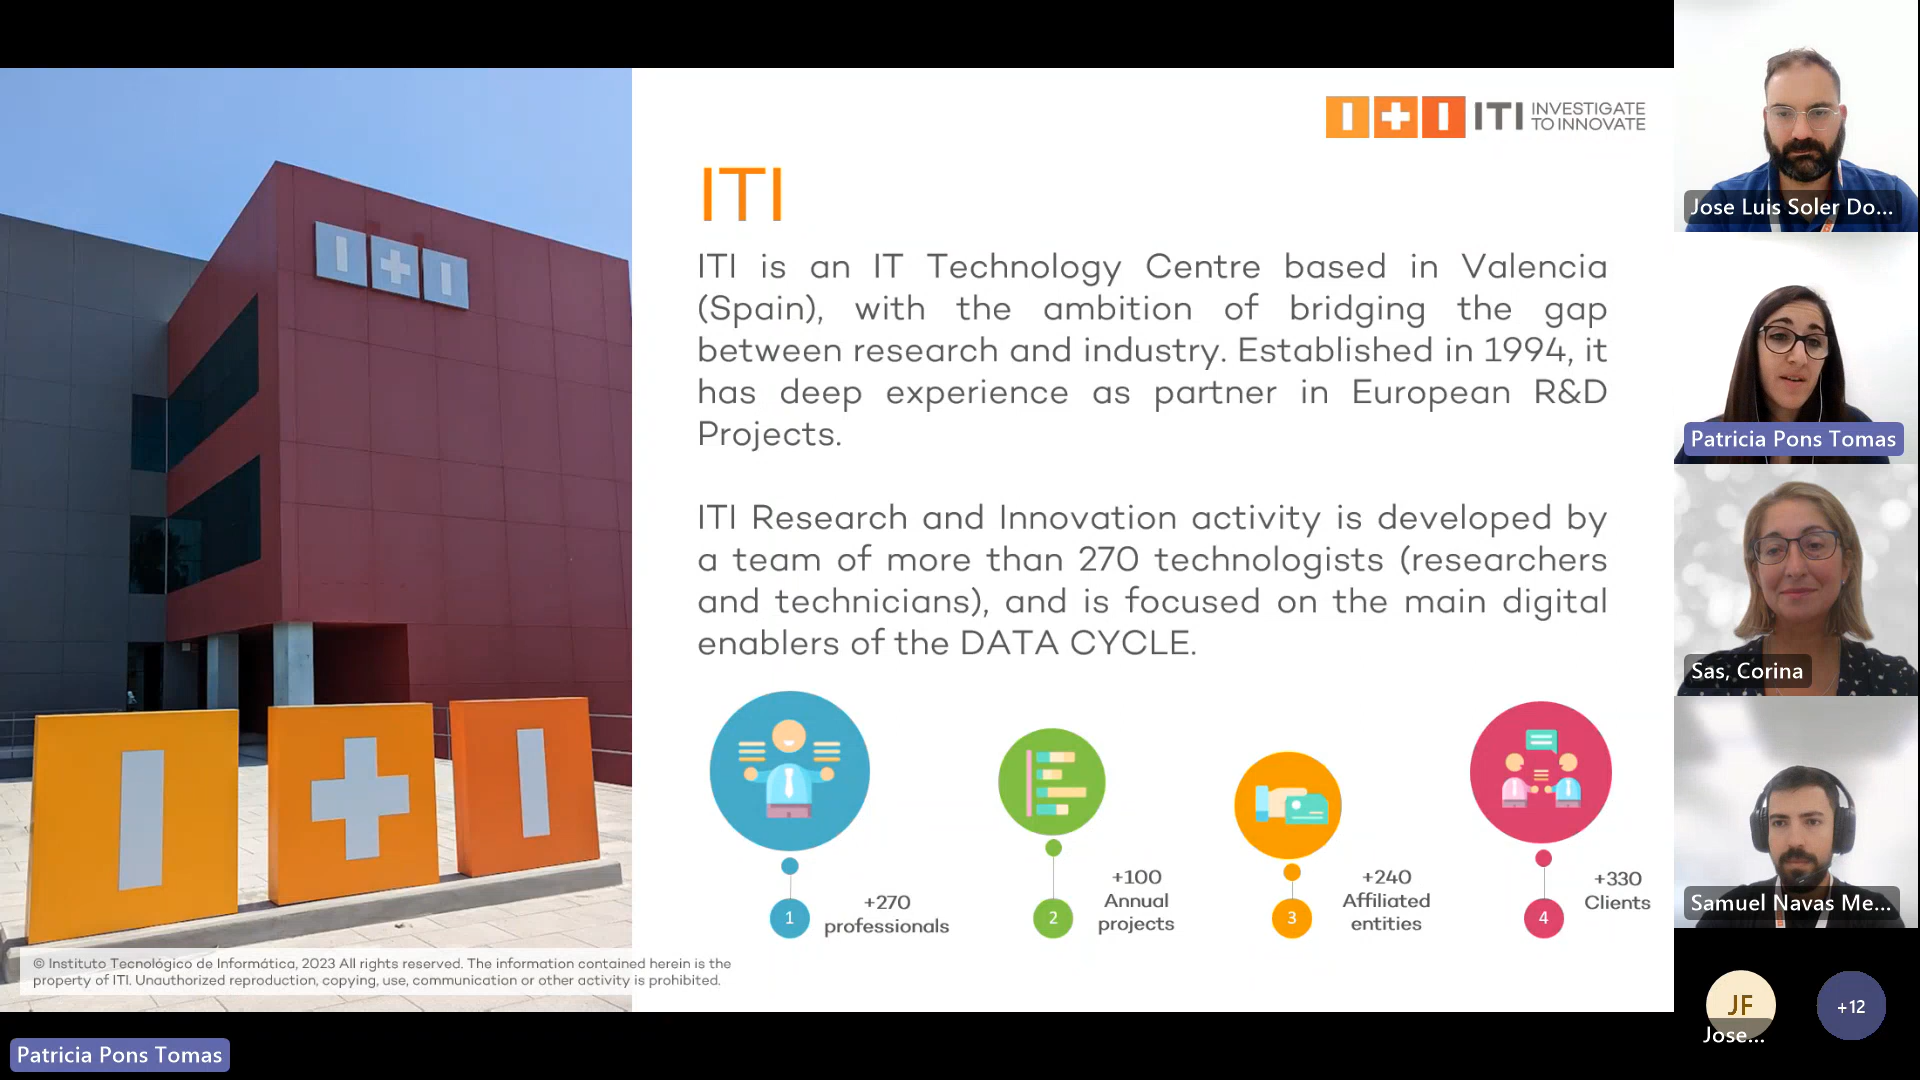 I + I ITI INVESTIGATE
TO INNOVATE
I + I
I + I
ITI
ITI is an IT Technology Centre based in Valencia
(Spain), with the ambition of bridging the gap
between research and industry. Established in 1994, it
has deep experience as partner in European R&D
Projects.
ITI Research and Innovation activity is developed by
a team of more than 270 technologists (researchers
and technicians), and is focused on the main digital
enablers of the DATA CYCLE.
1
+270
professionals
2
+100
Annual
projects
3
+240
Affiliated
entities
4
+330
Clients
© Instituto Tecnológico de Informática, 2023 All rights reserved. The information contained herein is the
property of ITI. Unauthorized reproduction, copying, use, communication or other activity is prohibited.
Patricia Pons Tomas
Jose Luis Soler Do...
Patricia Pons Tomas
Sas, Corina
Samuel Navas Me...
JF
Jose...
+12